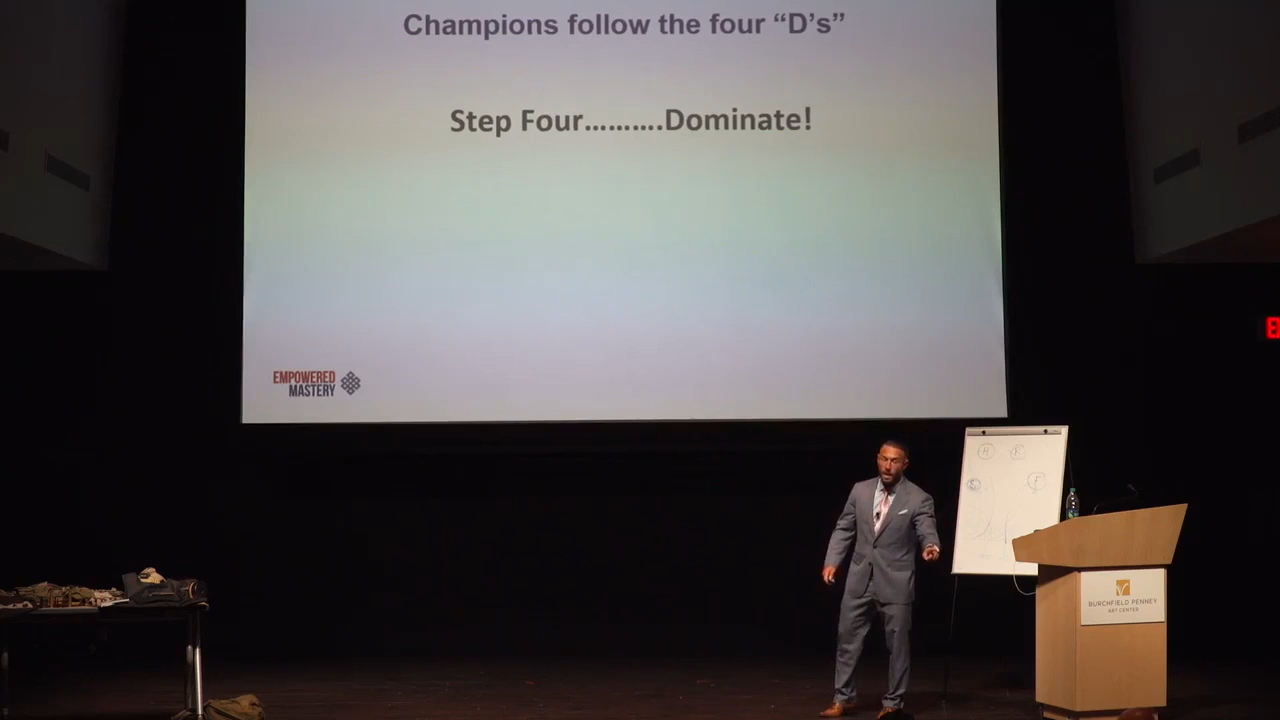 Champions follow the four “D’s”
Step Four……….Dominate!
EMPOWERED
MASTERY
H
F
BURCHFIELD PENNEY
ART CENTER